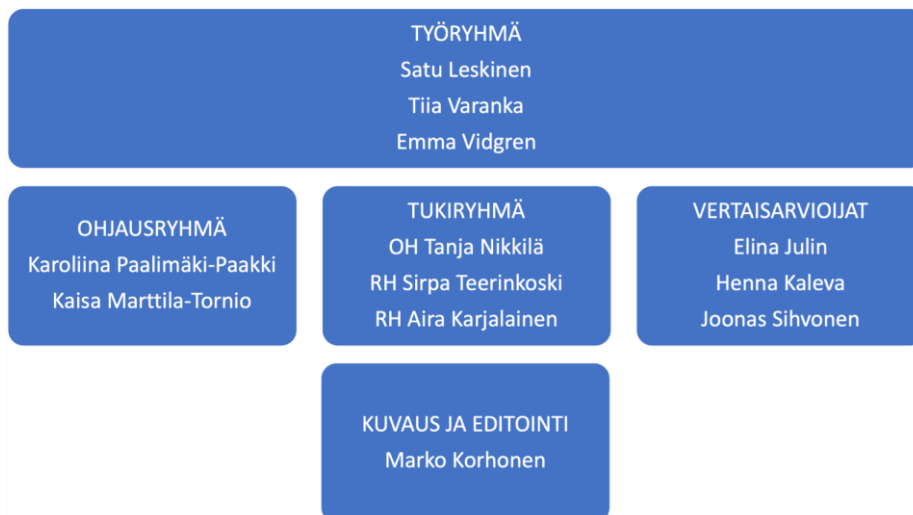 TYÖRYHMÄ
Satu Leskinen
Tiia Varanka
Emma Vidgren
OHJAUSRYHMÄ
Karoliina Paalimäki-Paakki
Kaisa Marttila-Tornio
TUKIRYHMÄ
OH Tanja Nikkilä
RH Sirpa Teerinkoski
RH Aira Karjalainen
VERTAISARVIOIJAT
Elina Julin
Henna Kaleva
Joonas Sihvonen
KUVAUS JA EDITOINTI
Marko Korhonen